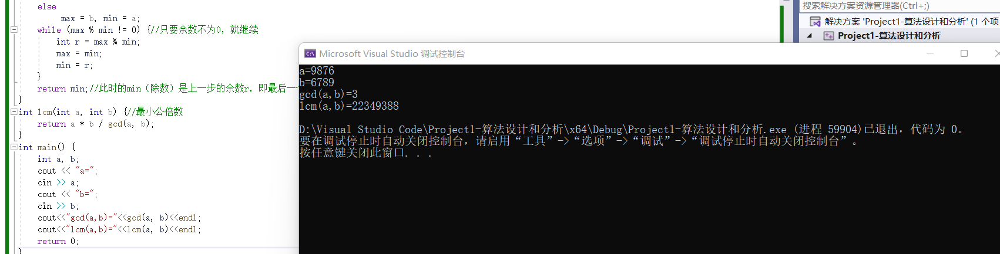 else
max = b, min = a;
while (max % min != 0) {//只要余数不为0，就继续
int r = max % min;
max = min;
min = r;
}
return min;//此时的min（除数）是上一步的余数r，即最后一
}
int lcm(int a, int b) {//最小公倍数
return a * b / gcd(a, b);
}
int main() {
int a, b;
cout << "a=";
cin >> a;
cout << "b=";
cin >> b;
cout<<"gcd(a,b)="<<gcd(a, b)<<endl;
cout<<"lcm(a,b)="<<lcm(a, b)<<endl;
return 0;
}
Microsoft Visual Studio 调试控制台
a=9876
b=6789
gcd(a,b)=3
lcm(a,b)=22349388
D:\Visual Studio Code\Project1-算法设计和分析\x64\Debug\Project1-算法设计和分析.exe (进程 59904)已退出，代码为 0。
要在调试停止时自动关闭控制台，请启用“工具”->“选项”->“调试”->“调试停止时自动关闭控制台”。
按任意键关闭此窗口. . .
搜索解决方案资源管理器(Ctrl+;)
解决方案 'Project1-算法设计和分析' (1 个项
Project1-算法设计和分析